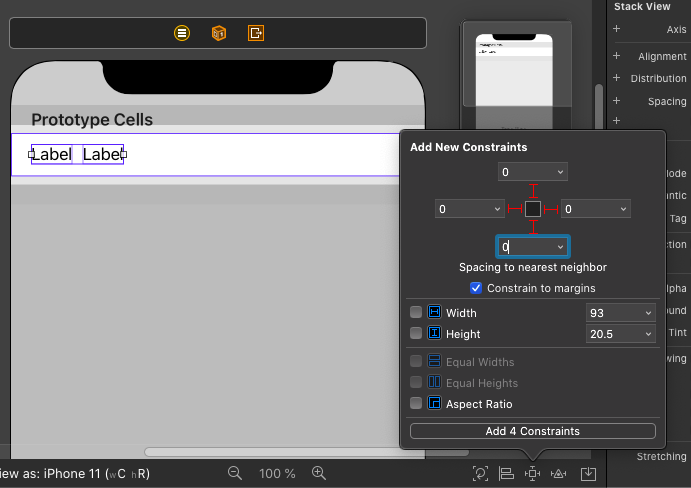 Stack View
+ Axis
+ Alignment
+ Distribution
+ Spacing
+
Prototype Cells
Label Label
Add New Constraints
0
0 0
0
Spacing to nearest neighbor
Constrain to margins
Width 93
Height 20.5
Equal Widths
Equal Heights
Aspect Ratio
Add 4 Constraints
lode
antic
Tag
ction
lpha
ound
Tint
wing
Stretching
iew as: iPhone 11 (wC hR)
100 %